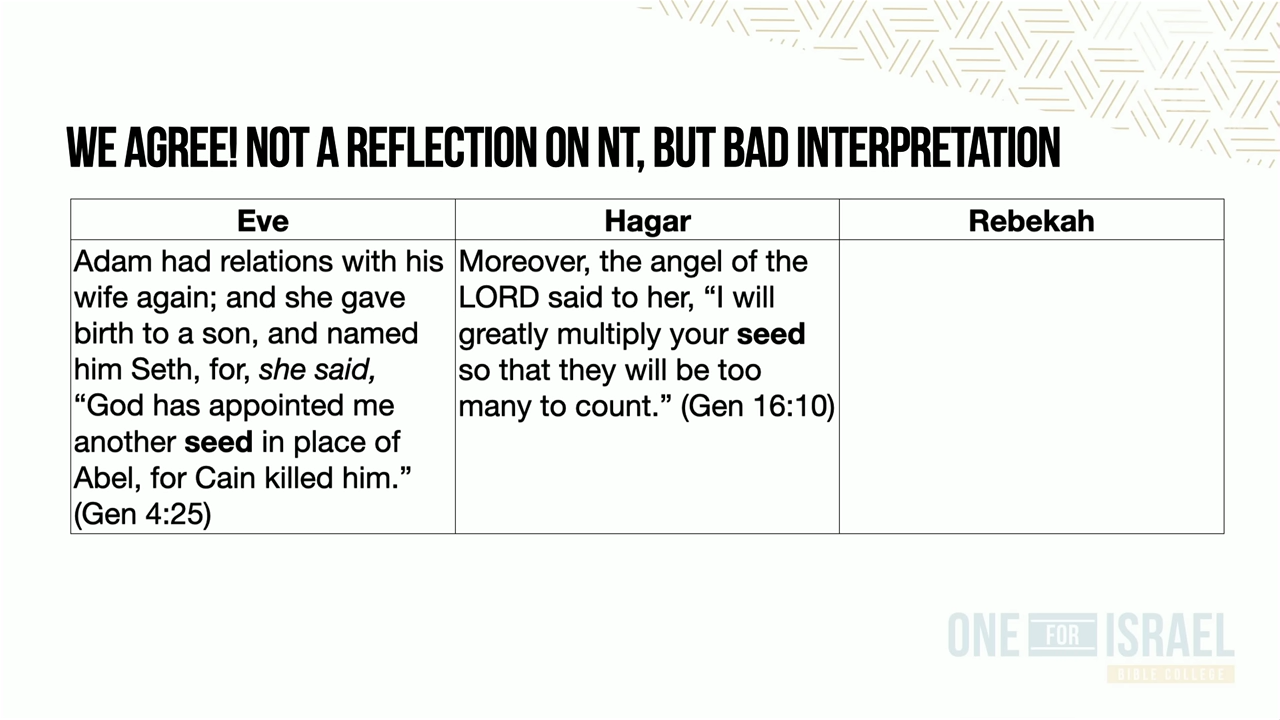 WE AGREE! NOT A REFLECTION ON NT, BUT BAD INTERPRETATION
Eve
Adam had relations with his
wife again; and she gave
birth to a son, and named
him Seth, for, she said,
“God has appointed me
another seed in place of
Abel, for Cain killed him.”
(Gen 4:25)
Hagar
Moreover, the angel of the
LORD said to her, “I will
greatly multiply your seed
so that they will be too
many to count.” (Gen 16:10)
Rebekah
ONE FOR ISRAEL
BIBLE COLLEGE